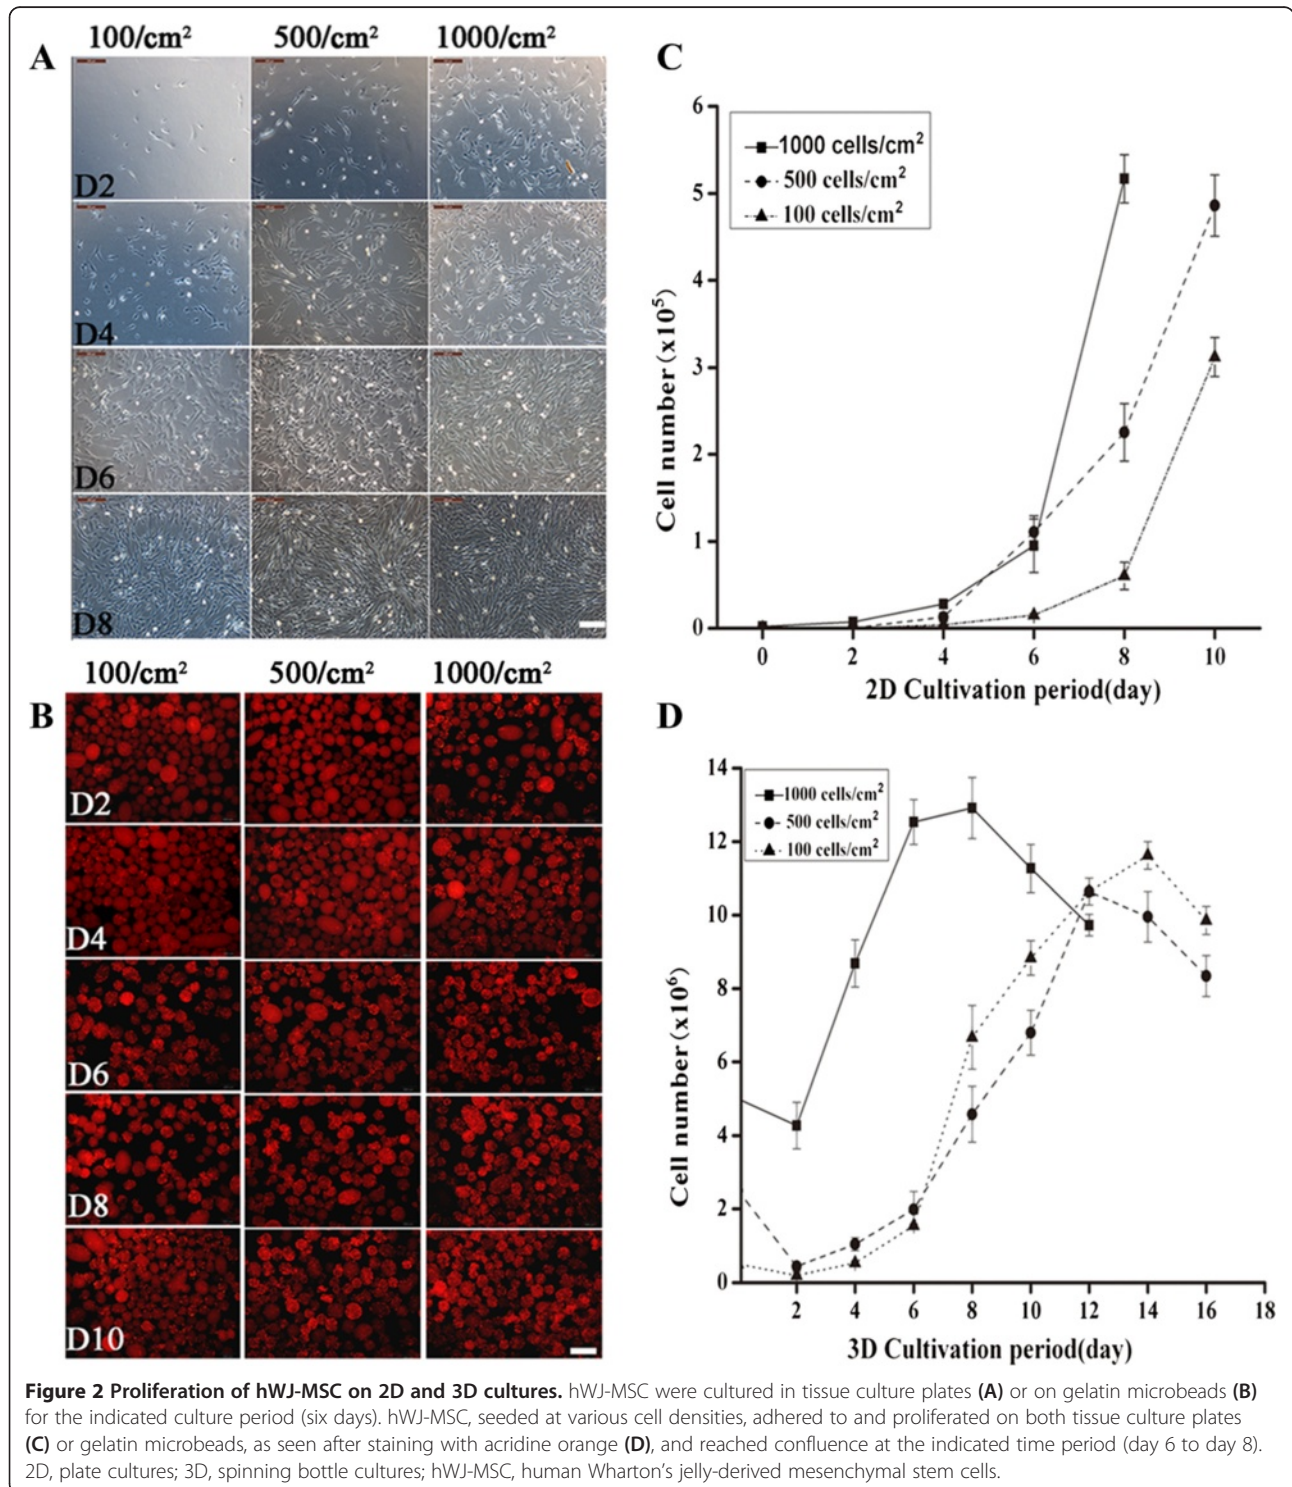 A
100/cm²
500/cm²
1000/cm²
D2
D4
D6
D8
B
100/cm²
500/cm²
1000/cm²
D2
D4
D6
D8
D10
C
6
5
4
3
2
1
0
Cell number (x10⁵)
1000 cells/cm²
500 cells/cm²
100 cells/cm²
0 2 4 6 8 10
2D Cultivation period(day)
D
14
12
10
8
6
4
2
0
Cell number (x10⁶)
1000 cells/cm²
500 cells/cm²
100 cells/cm²
2 4 6 8 10 12 14 16 18
3D Cultivation period(day)
Figure 2 Proliferation of hWJ-MSC on 2D and 3D cultures. hWJ-MSC were cultured in tissue culture plates (A) or on gelatin microbeads (B)
for the indicated culture period (six days). hWJ-MSC, seeded at various cell densities, adhered to and proliferated on both tissue culture plates
(C) or gelatin microbeads, as seen after staining with acridine orange (D), and reached confluence at the indicated time period (day 6 to day 8).
2D, plate cultures; 3D, spinning bottle cultures; hWJ-MSC, human Wharton's jelly-derived mesenchymal stem cells.